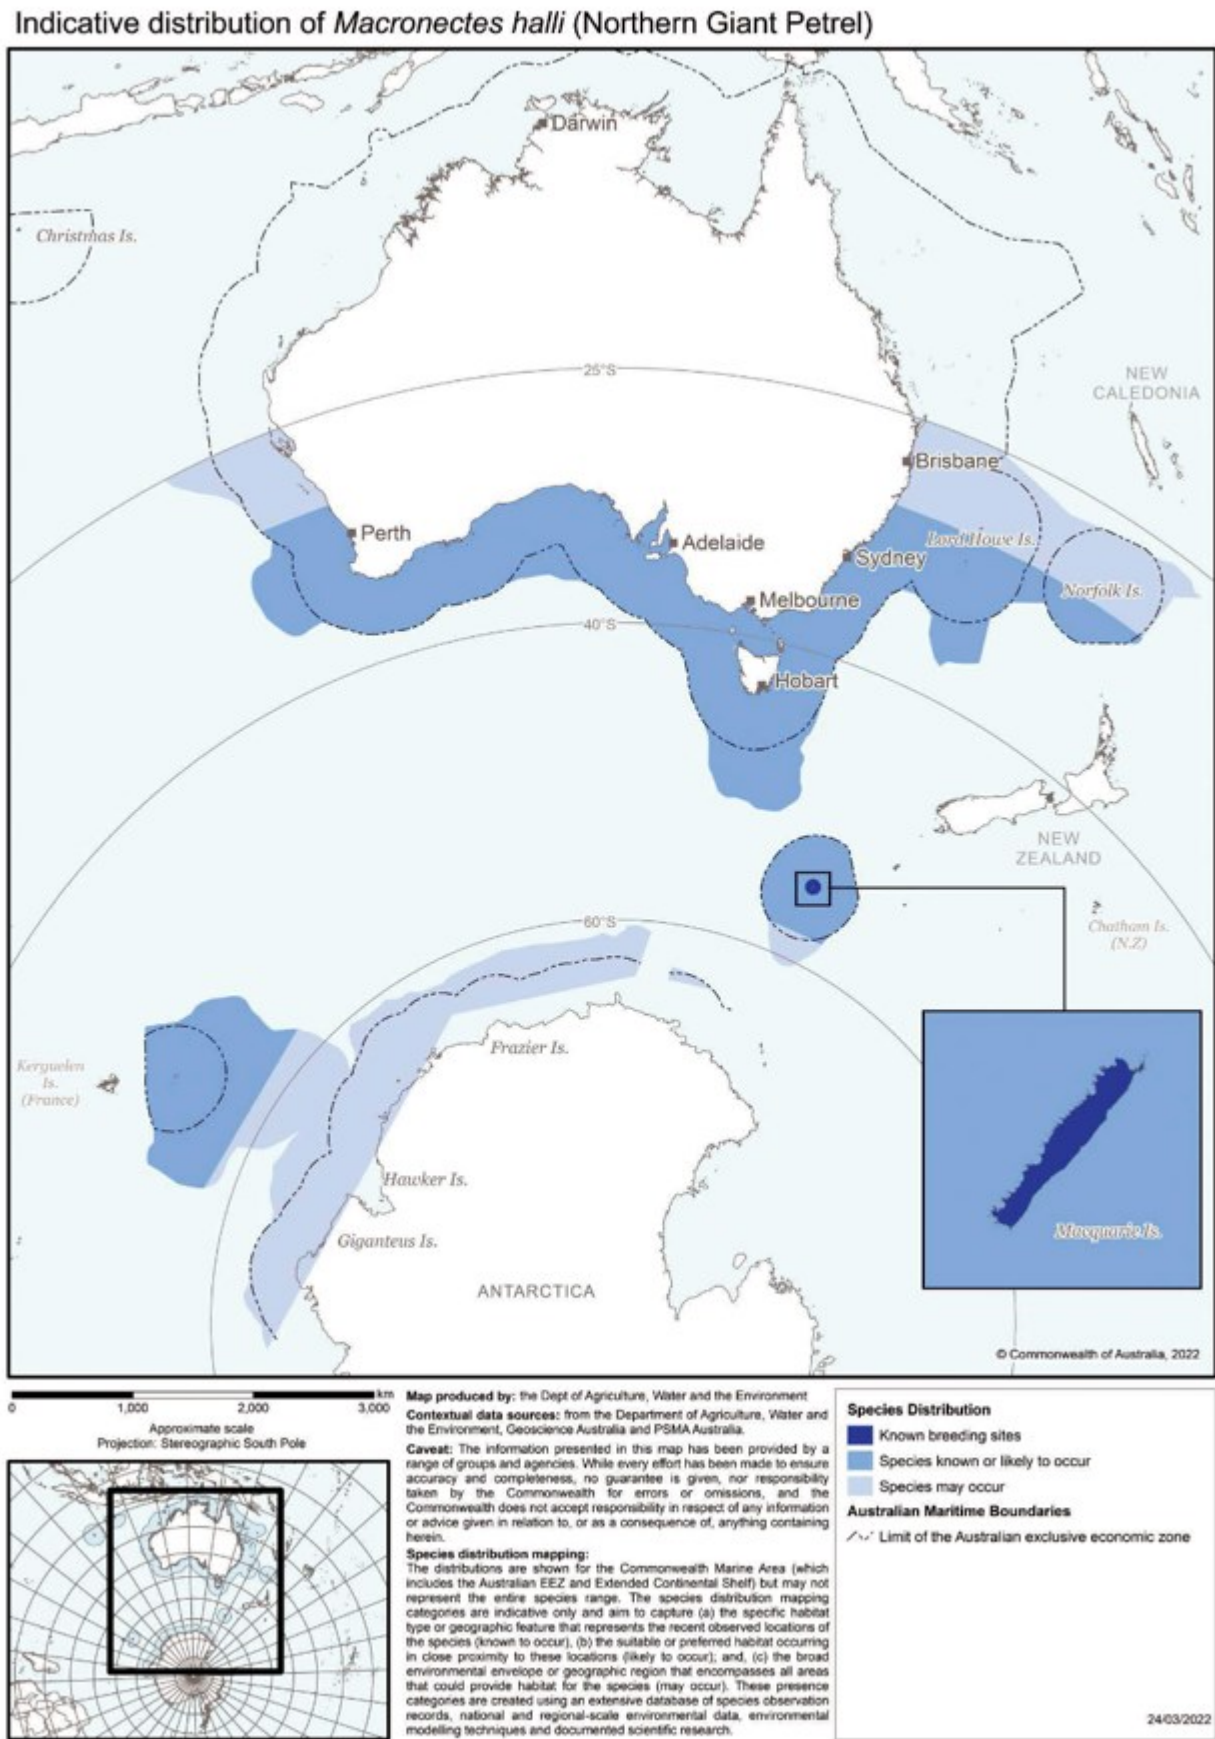 Indicative distribution of Macronectes halli (Northern Giant Petrel)
Darwin
Christmas Is.
25°S
NEW
CALEDONIA
Brisbane
Perth
Adelaide
Lord Howe Is.
Sydney
Norfolk Is.
Melbourne
40°S
Hobart
NEW
ZEALAND
60°S
Chatham Is.
(N.Z)
Frazier Is.
Kerguelen
Is.
(France)
Hawker Is.
Macquarie Is.
Giganteus Is.
ANTARCTICA
© Commonwealth of Australia, 2022
km
0 1,000 2,000 3,000
Approximate scale
Projection: Stereographic South Pole
Map produced by: the Dept of Agriculture, Water and the Environment
Contextual data sources: from the Department of Agriculture, Water and
the Environment, Geoscience Australia and PSMA Australia.
Caveat: The information presented in this map has been provided by a
range of groups and agencies. While every effort has been made to ensure
accuracy and completeness, no guarantee is given, nor responsibility
taken by the Commonwealth for errors or omissions, and the
Commonwealth does not accept responsibility in respect of any information
or advice given in relation to, or as a consequence of, anything containing
herein.
Species distribution mapping:
The distributions are shown for the Commonwealth Marine Area (which
includes the Australian EEZ and Extended Continental Shelf) but may not
represent the entire species range. The species distribution mapping
categories are indicative only and aim to capture (a) the specific habitat
type or geographic feature that represents the recent observed locations of
the species (known to occur), (b) the suitable or preferred habitat occurring
in close proximity to these locations (likely to occur); and, (c) the broad
environmental envelope or geographic region that encompasses all areas
that could provide habitat for the species (may occur). These presence
categories are created using an extensive database of species observation
records, national and regional-scale environmental data, environmental
modelling techniques and documented scientific research.
Species Distribution
Known breeding sites
Species known or likely to occur
Species may occur
Australian Maritime Boundaries
Limit of the Australian exclusive economic zone
24/03/2022